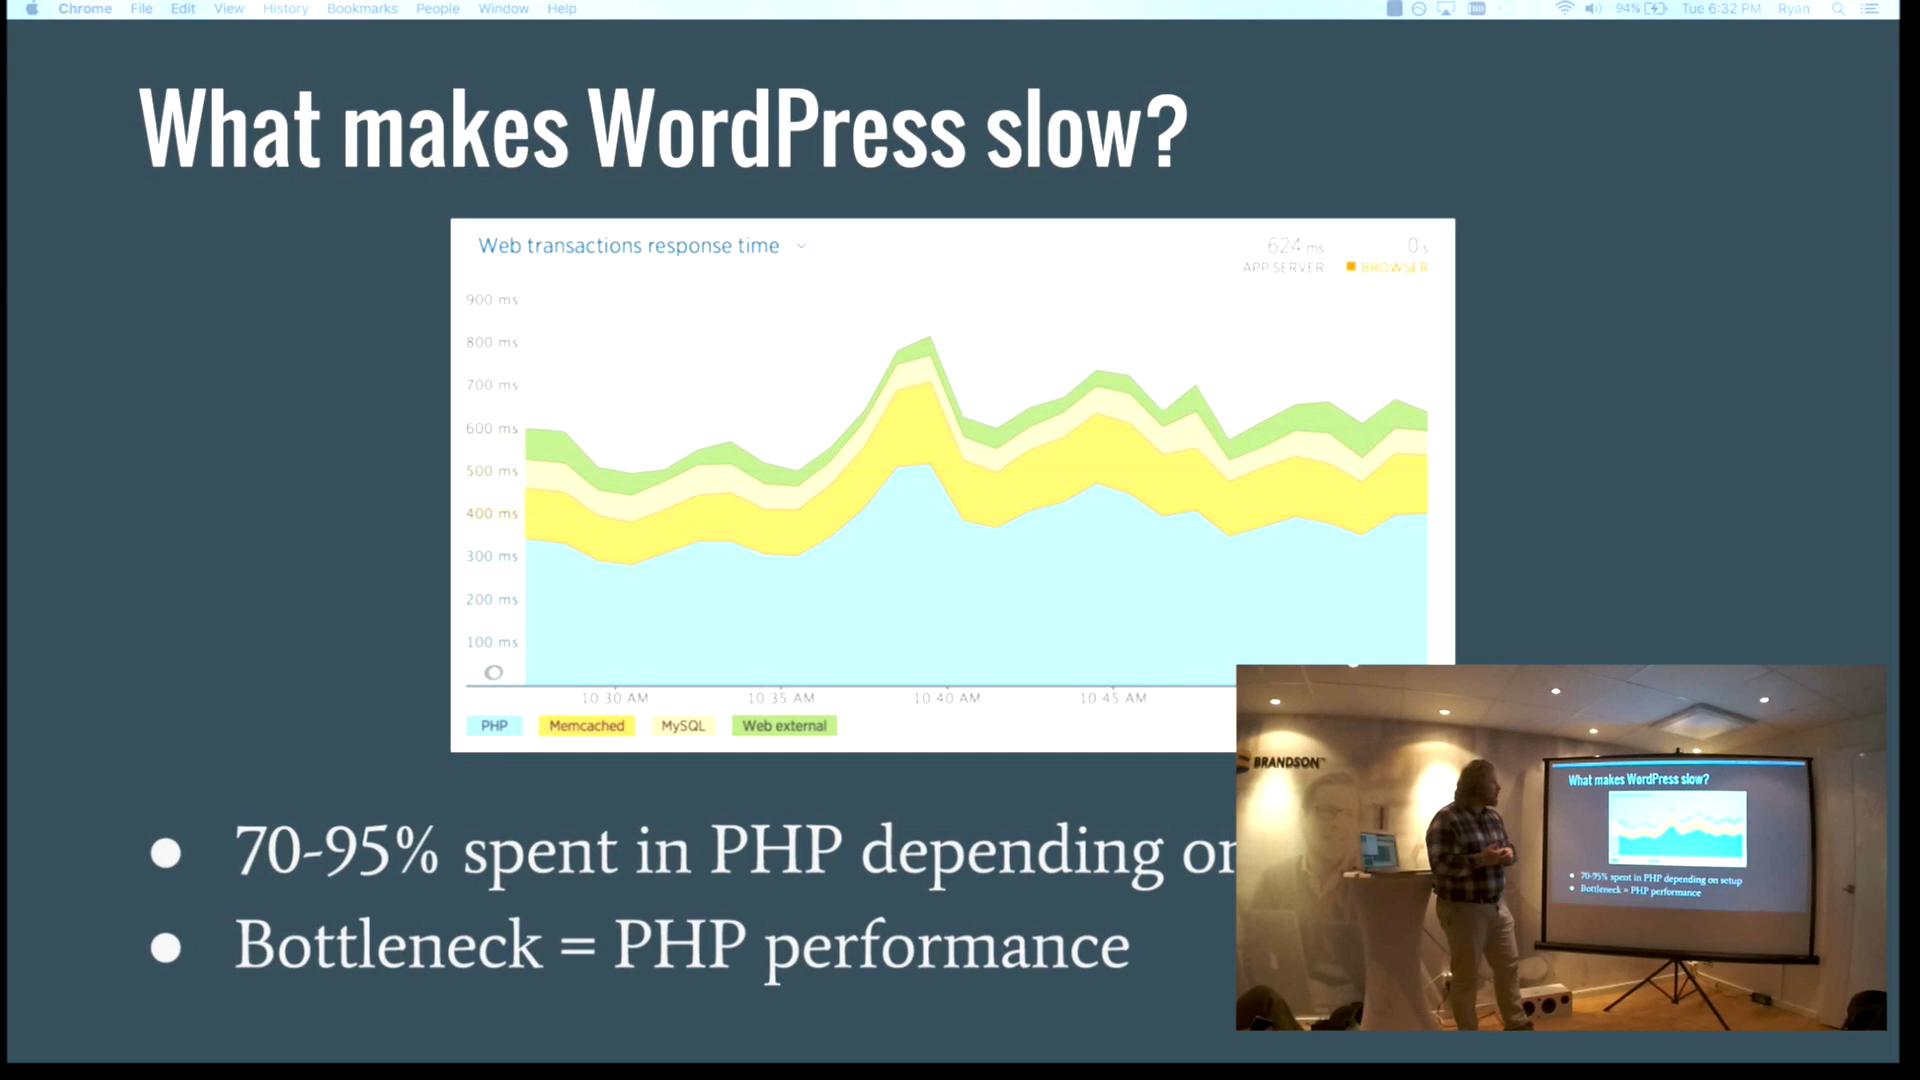 Chrome File Edit View History Bookmarks People Window Help 94% Tue 6:32 PM Ryan
What makes WordPress slow?
Web transactions response time
624 ms 0 s
APP SERVER BROWSER
900 ms
800 ms
700 ms
600 ms
500 ms
400 ms
300 ms
200 ms
100 ms
10:30 AM 10:35 AM 10:40 AM 10:45 AM
PHP Memcached MySQL Web external
• 70-95% spent in PHP depending on
• Bottleneck = PHP performance
BRANDSON
What makes WordPress slow?
• 70-95% spent in PHP depending on setup
• Bottleneck = PHP performance